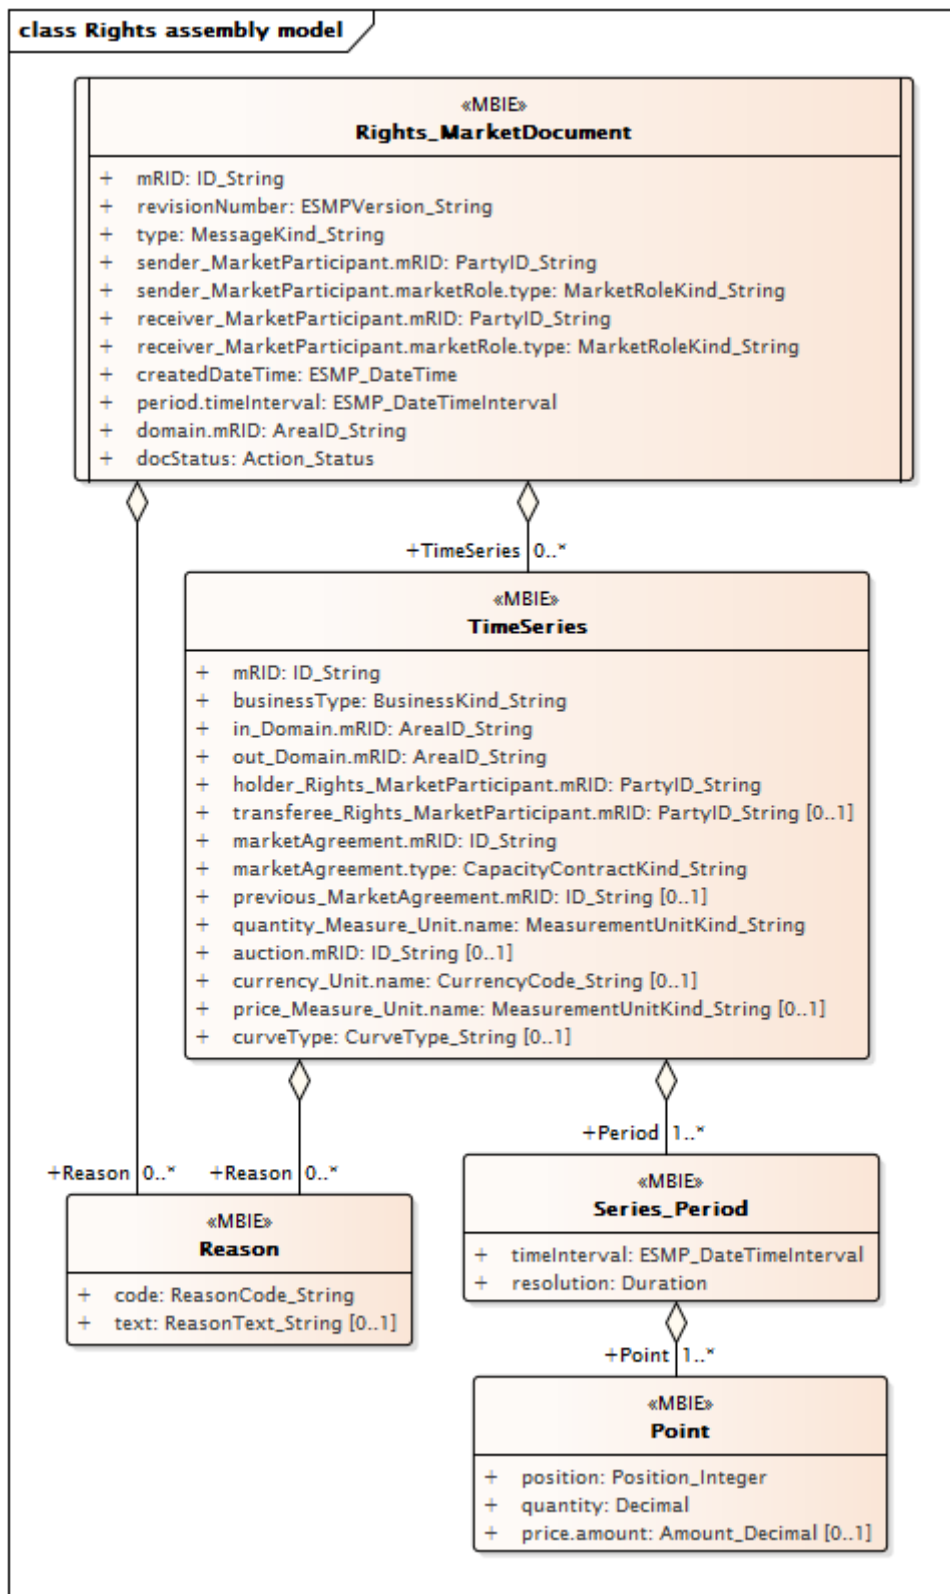 class Rights assembly model
«MBIE»
Rights_MarketDocument
+ mRID: ID_String
+ revisionNumber: ESMPVersion_String
+ type: MessageKind_String
+ sender_MarketParticipant.mRID: PartyID_String
+ sender_MarketParticipant.marketRole.type: MarketRoleKind_String
+ receiver_MarketParticipant.mRID: PartyID_String
+ receiver_MarketParticipant.marketRole.type: MarketRoleKind_String
+ createdDateTime: ESMP_DateTime
+ period.timeInterval: ESMP_DateTimeInterval
+ domain.mRID: AreaID_String
+ docStatus: Action_Status
+TimeSeries 0..*
«MBIE»
TimeSeries
+ mRID: ID_String
+ businessType: BusinessKind_String
+ in_Domain.mRID: AreaID_String
+ out_Domain.mRID: AreaID_String
+ holder_Rights_MarketParticipant.mRID: PartyID_String
+ transferee_Rights_MarketParticipant.mRID: PartyID_String [0..1]
+ marketAgreement.mRID: ID_String
+ marketAgreement.type: CapacityContractKind_String
+ previous_MarketAgreement.mRID: ID_String [0..1]
+ quantity_Measure_Unit.name: MeasurementUnitKind_String
+ auction.mRID: ID_String [0..1]
+ currency_Unit.name: CurrencyCode_String [0..1]
+ price_Measure_Unit.name: MeasurementUnitKind_String [0..1]
+ curveType: CurveType_String [0..1]
+Period 1..*
+Reason 0..* +Reason 0..*
«MBIE»
Series_Period
+ timeInterval: ESMP_DateTimeInterval
+ resolution: Duration
«MBIE»
Reason
+ code: ReasonCode_String
+ text: ReasonText_String [0..1]
+Point 1..*
«MBIE»
Point
+ position: Position_Integer
+ quantity: Decimal
+ price.amount: Amount_Decimal [0..1]